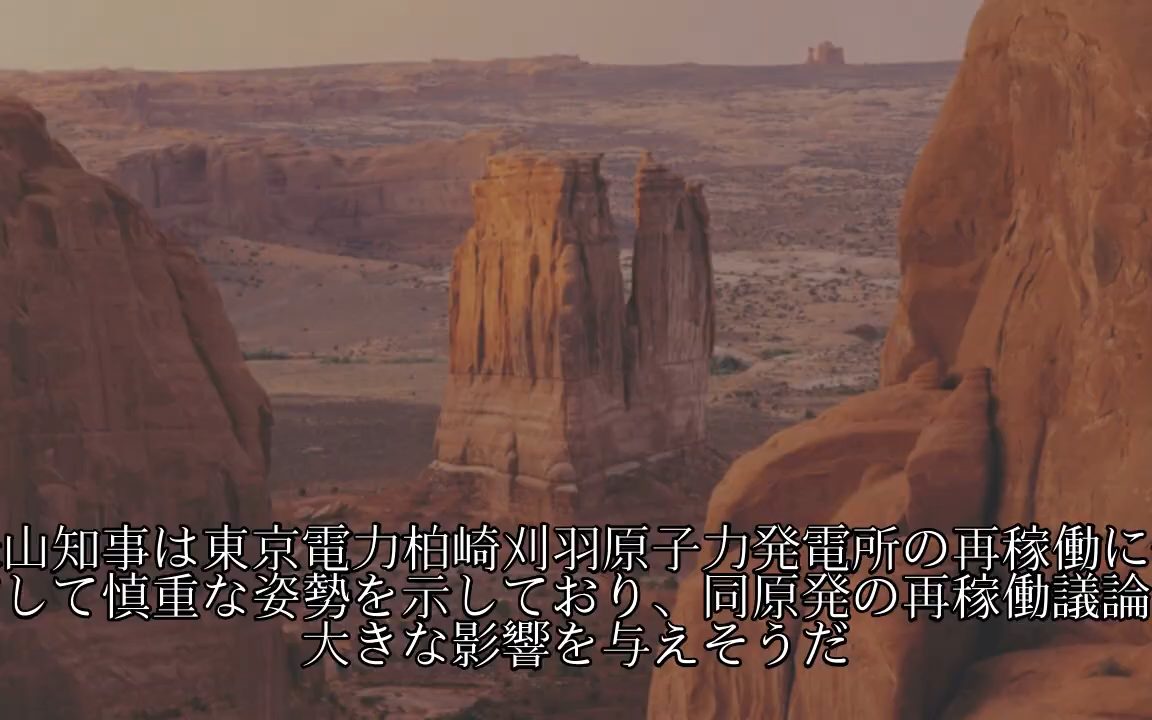 山知事は東京電力柏崎刈羽原子力発電所の再稼働に
して慎重な姿勢を示しており、同原発の再稼働議論
大きな影響を与えそうだ